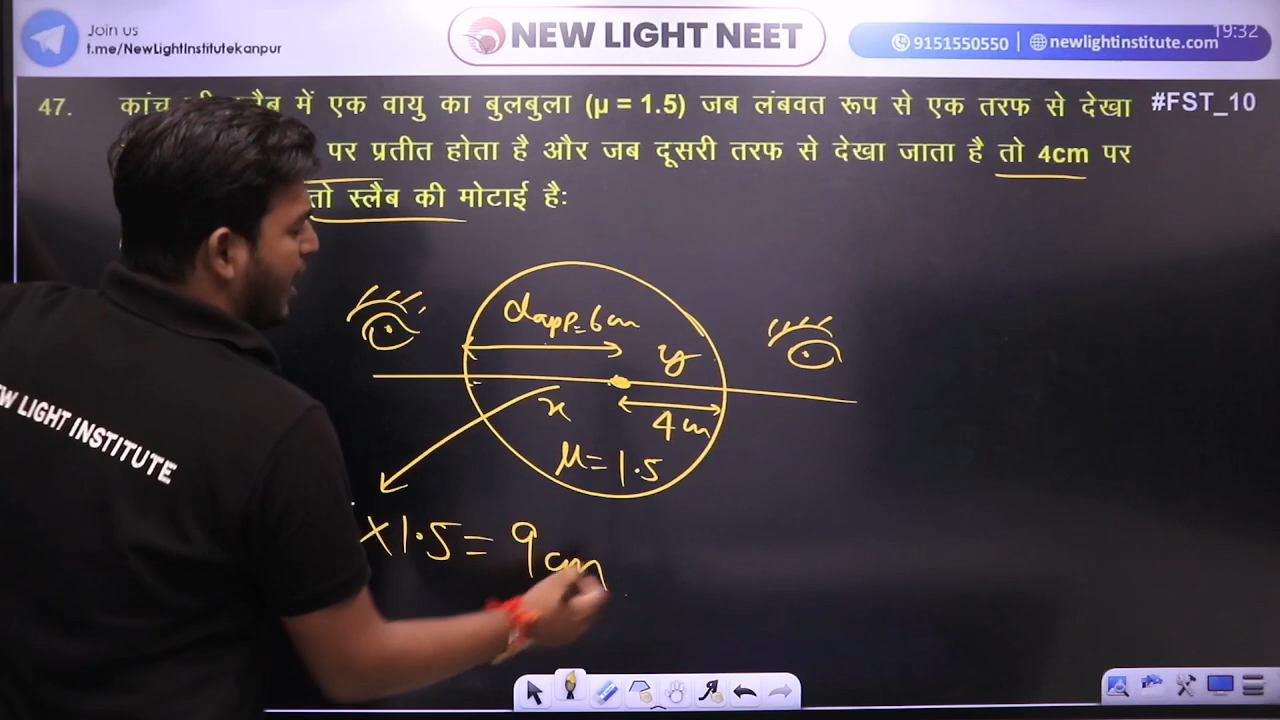 Join us
t.me/NewLightInstitutekanpur
NEW LIGHT NEET
9151550550 | newlightinstitute.com
19:32
47. कांच में एक वायु का बुलबुला (μ = 1.5) जब लंबवत रूप से एक तरफ से देखा
#FST_10
पर प्रतीत होता है और जब दूसरी तरफ से देखा जाता है तो 4cm पर
तो स्लैब की मोटाई है:
dapp = 6cm
y
x
4cm
μ = 1.5
×1.5 = 9cm
NEW LIGHT INSTITUTE